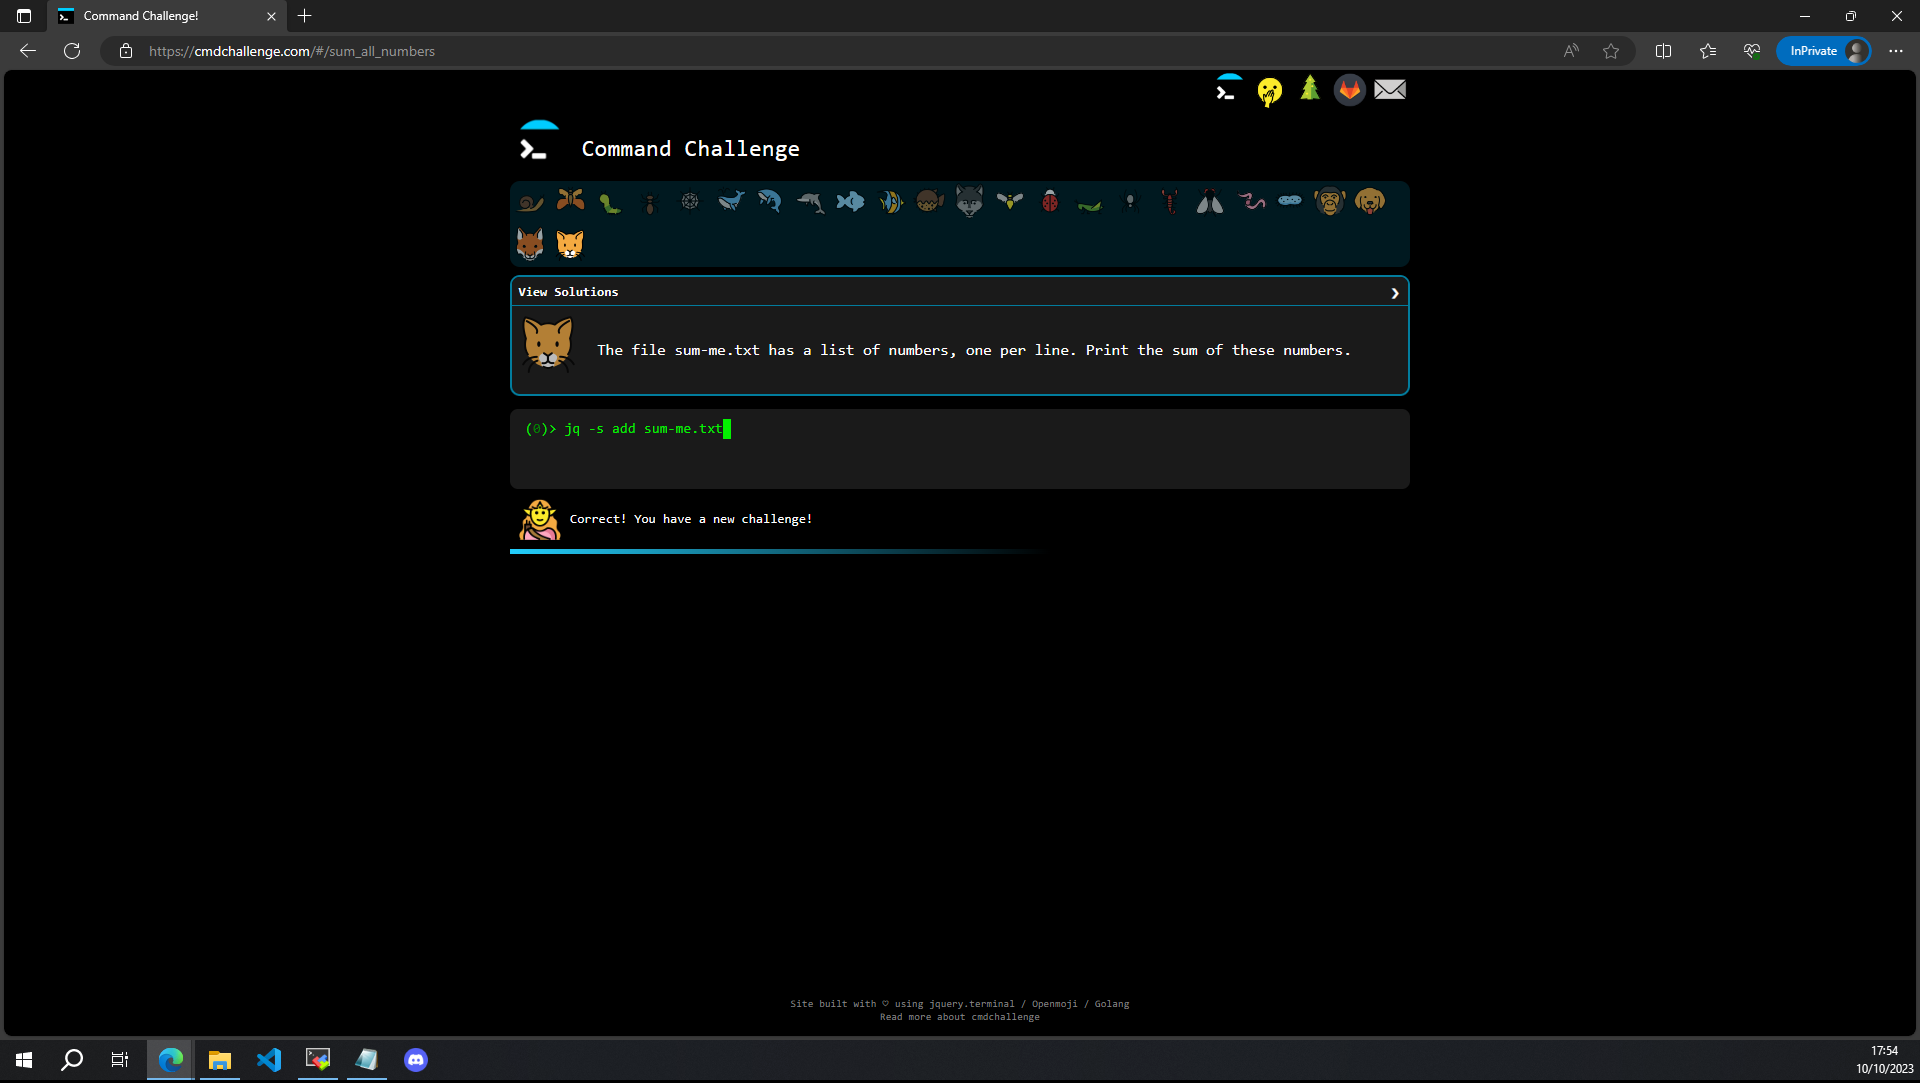 Command Challenge!
https://cmdchallenge.com/#/sum_all_numbers
InPrivate
Command Challenge
View Solutions
The file sum-me.txt has a list of numbers, one per line. Print the sum of these numbers.
(0)> jq -s add sum-me.txt
Correct! You have a new challenge!
Site built with ♡ using jquery.terminal / Openmoji / Golang
Read more about cmdchallenge
17:54
10/10/2023